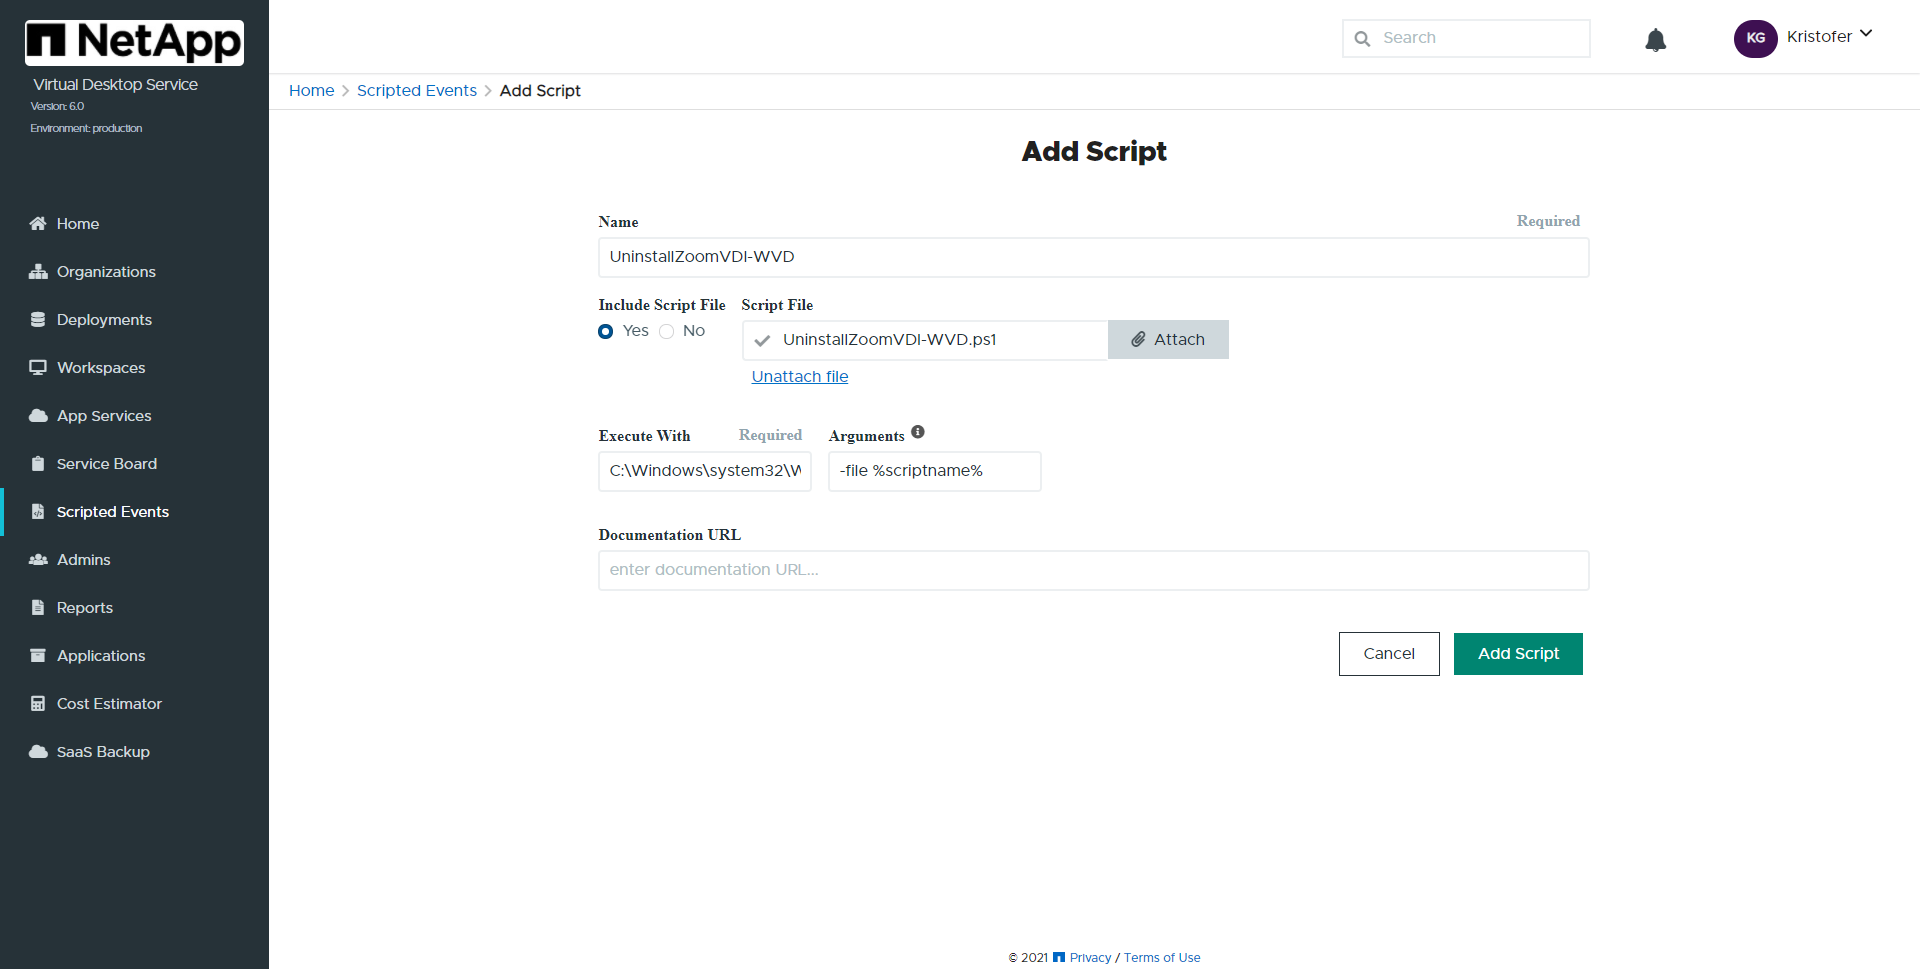 NetApp
Virtual Desktop Service
Version: 6.0
Environment: production
Home
Organizations
Deployments
Workspaces
App Services
Service Board
Scripted Events
Admins
Reports
Applications
Cost Estimator
SaaS Backup
Search
KG Kristofer
Home > Scripted Events > Add Script
Add Script
Name Required
UninstallZoomVDI-WVD
Include Script File Script File
Yes No
UninstallZoomVDI-WVD.ps1 Attach
Unattach file
Execute With Required Arguments
C:\Windows\system32\W -file %scriptname%
Documentation URL
enter documentation URL...
Cancel Add Script
© 2021 Privacy / Terms of Use